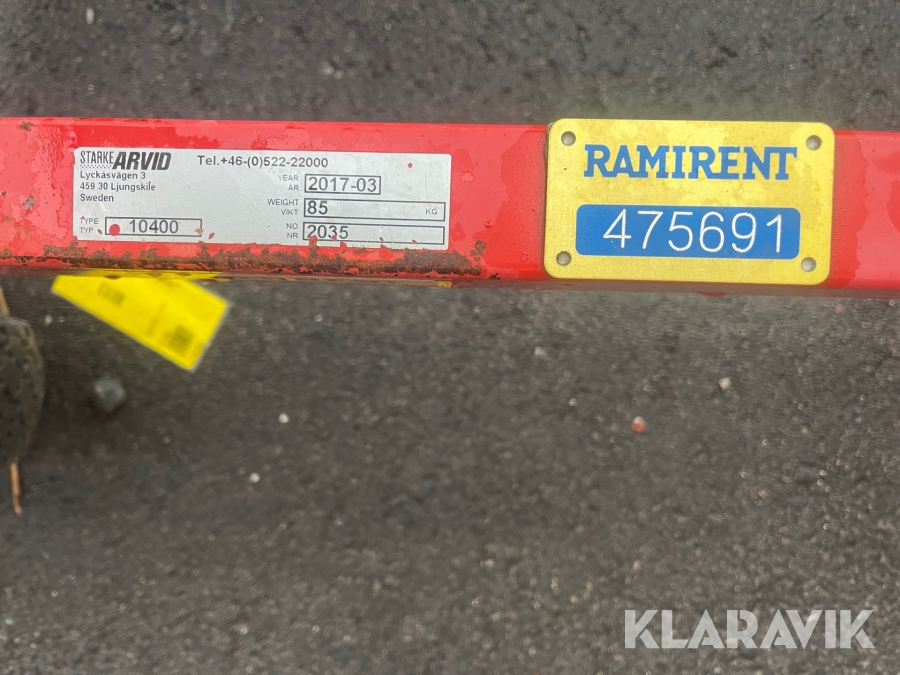 STARKE ARVID
Tel.+46-(0)522-22000
Lyckåsvägen 3
459 30 Ljungskile
Sweden
YEAR
ÅR 2017-03
WEIGHT
VIKT 85 KG
TYPE
TYP 10400
NO
NR 2035
RAMIRENT
475691
KLARAVIK